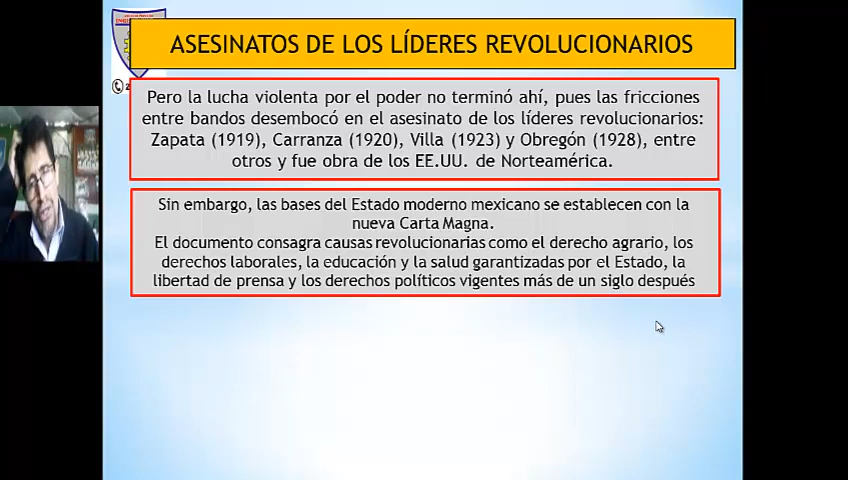 ASESINATOS DE LOS LÍDERES REVOLUCIONARIOS
Pero la lucha violenta por el poder no terminó ahí, pues las fricciones
entre bandos desembocó en el asesinato de los líderes revolucionarios:
Zapata (1919), Carranza (1920), Villa (1923) y Obregón (1928), entre
otros y fue obra de los EE.UU. de Norteamérica.
Sin embargo, las bases del Estado moderno mexicano se establecen con la
nueva Carta Magna.
El documento consagra causas revolucionarias como el derecho agrario, los
derechos laborales, la educación y la salud garantizadas por el Estado, la
libertad de prensa y los derechos políticos vigentes más de un siglo después